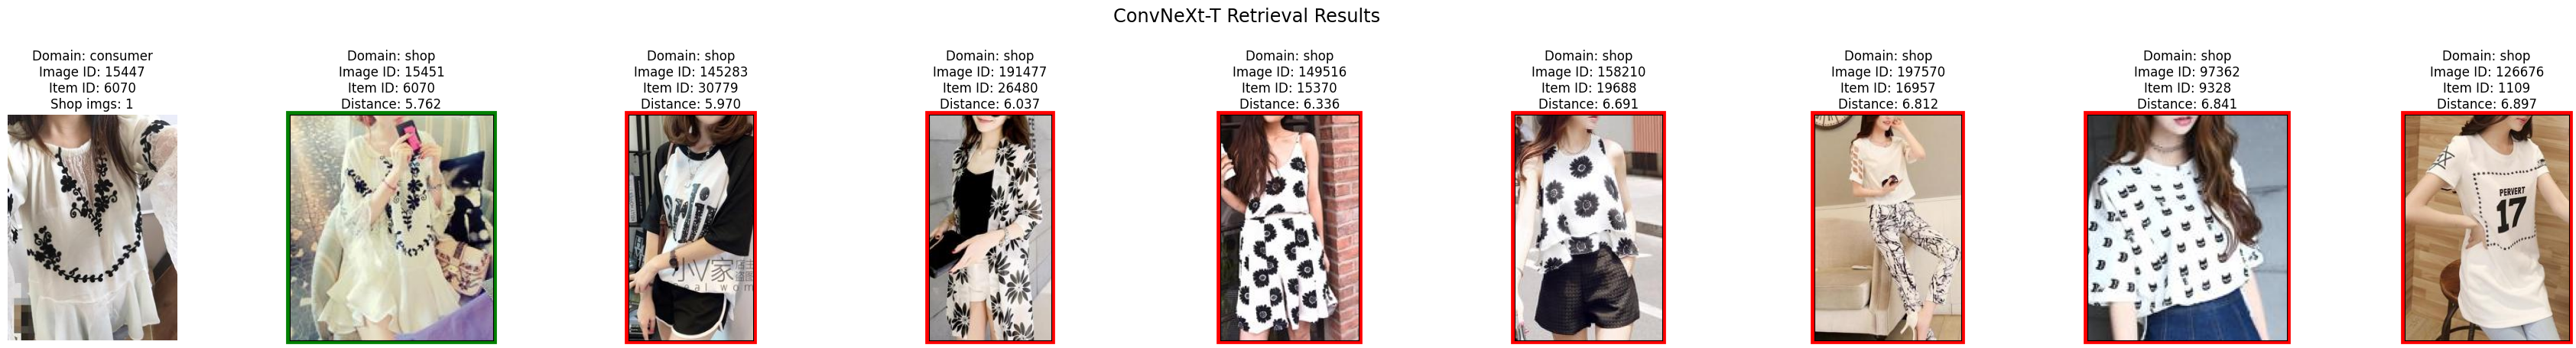 ConvNeXt-T Retrieval Results
Domain: consumer
Image ID: 15447
Item ID: 6070
Shop imgs: 1
Domain: shop
Image ID: 15451
Item ID: 6070
Distance: 5.762
Domain: shop
Image ID: 145283
Item ID: 30779
Distance: 5.970
Domain: shop
Image ID: 191477
Item ID: 26480
Distance: 6.037
Domain: shop
Image ID: 149516
Item ID: 15370
Distance: 6.336
Domain: shop
Image ID: 158210
Item ID: 19688
Distance: 6.691
Domain: shop
Image ID: 197570
Item ID: 16957
Distance: 6.812
Domain: shop
Image ID: 97362
Item ID: 9328
Distance: 6.841
Domain: shop
Image ID: 126676
Item ID: 1109
Distance: 6.897
小V家
PERVERT
17